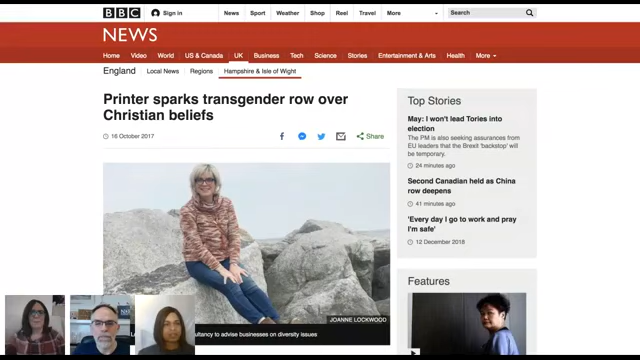 BBC Sign in News Sport Weather Shop Reel Travel More Search
NEWS
Home Video World US & Canada UK Business Tech Science Stories Entertainment & Arts Health More
England Local News Regions Hampshire & Isle of Wight
Printer sparks transgender row over
Christian beliefs
16 October 2017
Share
JOANNE LOCKWOOD
ultancy to advise businesses on diversity issues
Top Stories
May: I won't lead Tories into
election
The PM is also seeking assurances from
EU leaders that the Brexit 'backstop' will
be temporary.
24 minutes ago
Second Canadian held as China
row deepens
41 minutes ago
'Every day I go to work and pray
I'm safe'
12 December 2018
Features